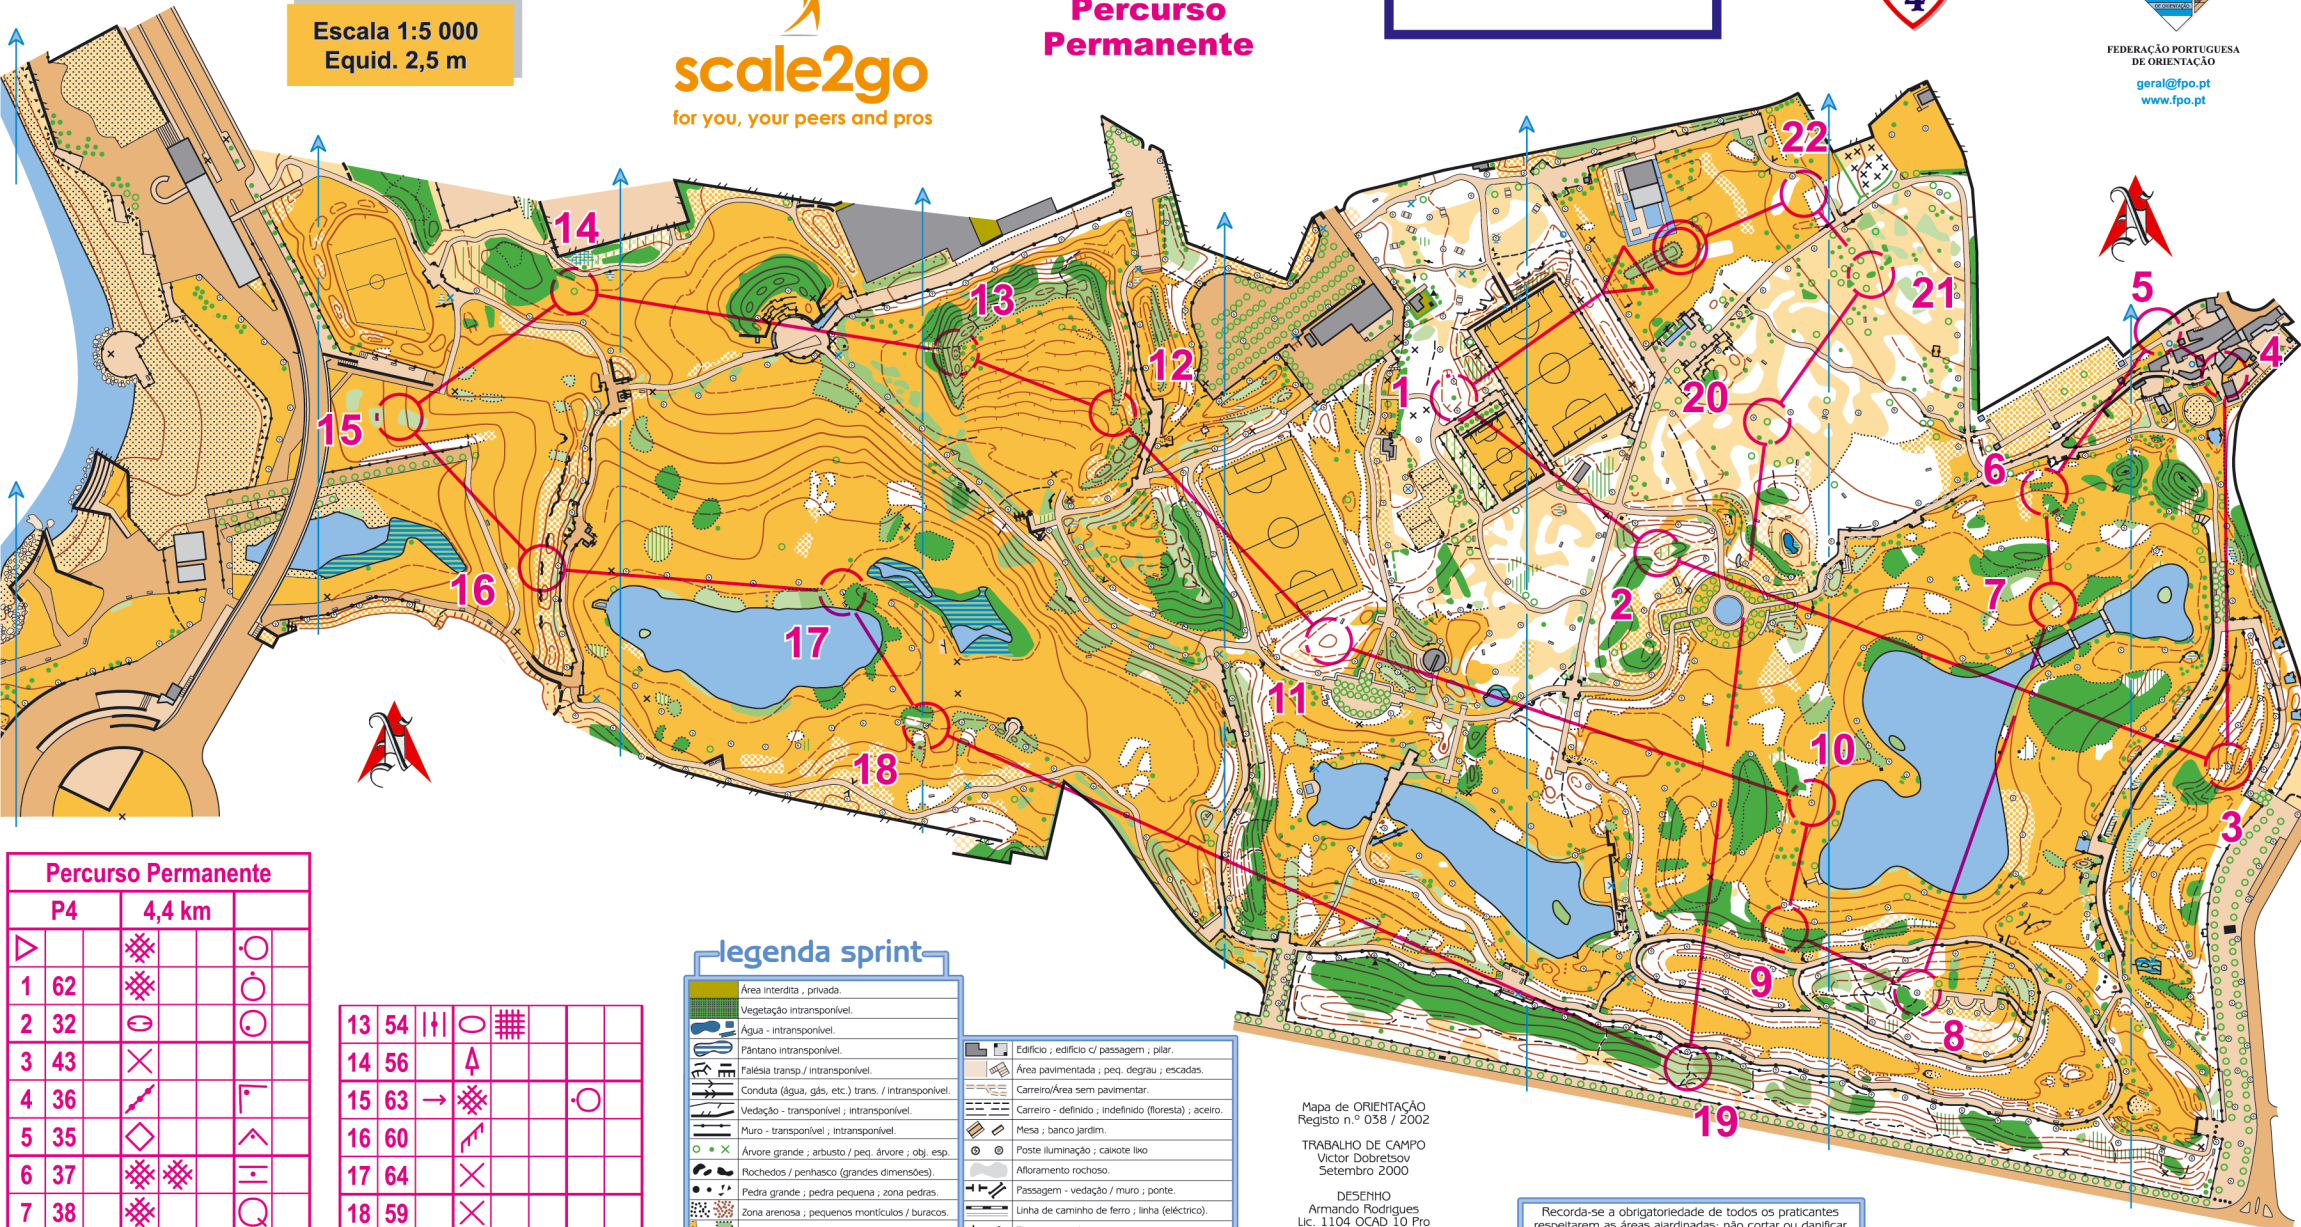 Escala 1:5 000
Equid. 2,5 m
scale2go
for you, your peers and pros
Percurso
Permanente
4
FEDERAÇÃO PORTUGUESA
DE ORIENTAÇÃO
geral@fpo.pt
www.fpo.pt
22
14
13
21
5
4
12
1
20
15
6
16
7
2
17
11
18
10
3
9
8
19
Percurso Permanente
P4 4,4 km
1 62
2 32
3 43
4 36
5 35
6 37
7 38
13 54
14 56
15 63
16 60
17 64
18 59
legenda sprint
Área interdita , privada.
Vegetação intransponível.
Água - intransponível.
Pântano intransponível.
Falésia transp./ intransponível.
Conduta (água, gás, etc.) trans. / intransponível.
Vedação - transponível ; intransponível.
Muro - transponível ; intransponível.
Árvore grande ; arbusto / peq. árvore ; obj. esp.
Rochedos / penhasco (grandes dimensões).
Pedra grande ; pedra pequena ; zona pedras.
Zona arenosa ; pequenos montículos / buracos.
Edifício ; edifício c/ passagem ; pilar.
Área pavimentada ; peq. degrau ; escadas.
Carreiro/Área sem pavimentar.
Carreiro - definido ; indefinido (floresta) ; aceiro.
Mesa ; banco jardim.
Poste iluminação ; caixote lixo
Afloramento rochoso.
Passagem - vedação / muro ; ponte.
Linha de caminho de ferro ; linha (eléctrico).
Mapa de ORIENTAÇÃO
Registo n.º 038 / 2002
TRABALHO DE CAMPO
Victor Dobretsov
Setembro 2000
DESENHO
Armando Rodrigues
Lic. 1104 OCAD 10 Pro
Recorda-se a obrigatoriedade de todos os praticantes
respeitarem as áreas ajardinadas; não cortar ou danificar